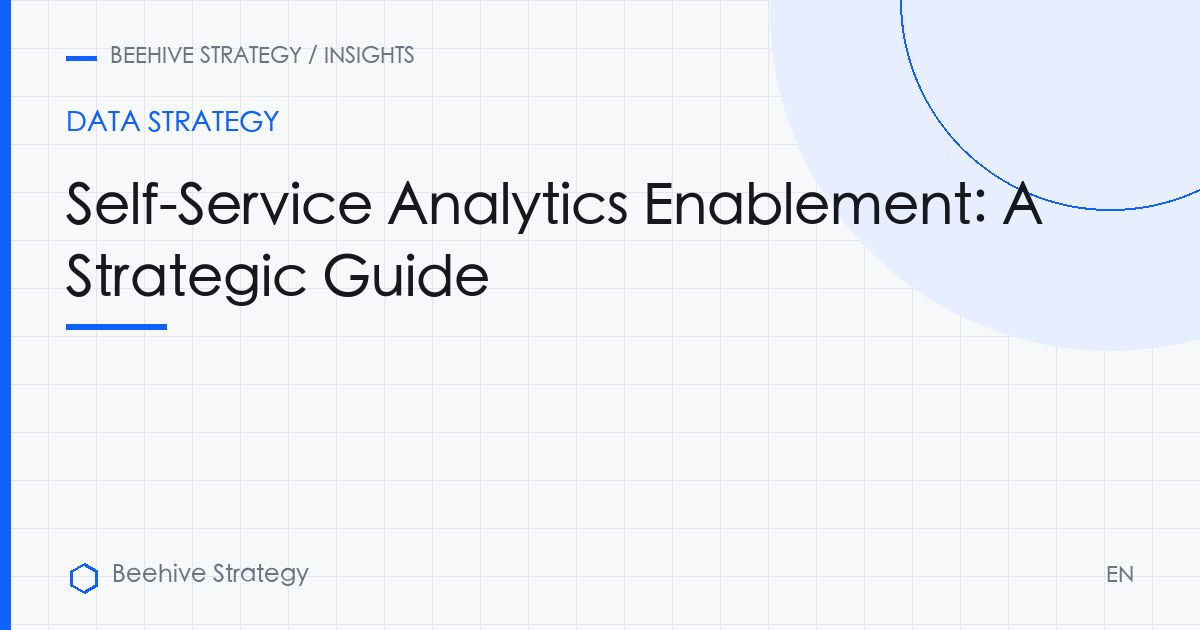 BEEHIVE STRATEGY / INSIGHTS
DATA STRATEGY
Self-Service Analytics Enablement: A
Strategic Guide
Beehive Strategy
EN